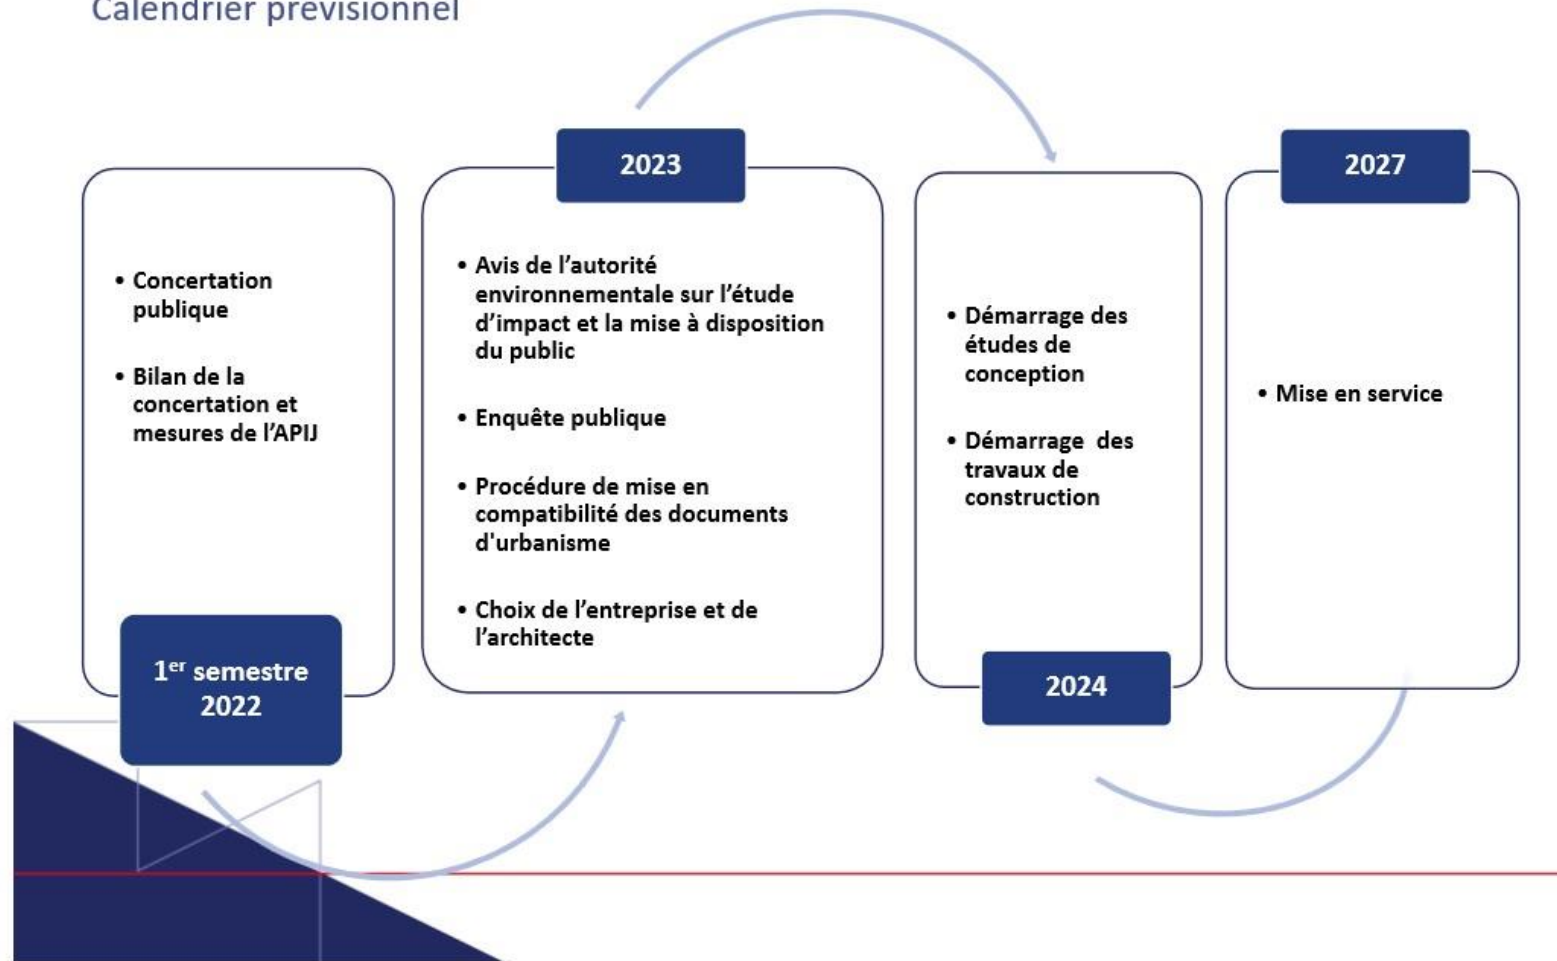 Calendrier prévisionnel
• Concertation
publique
• Bilan de la
concertation et
mesures de l’APIJ
1er semestre
2022
2023
• Avis de l’autorité
environnementale sur l’étude
d’impact et la mise à disposition
du public
• Enquête publique
• Procédure de mise en
compatibilité des documents
d'urbanisme
• Choix de l’entreprise et de
l’architecte
• Démarrage des
études de
conception
• Démarrage  des
travaux de
construction
2024
2027
• Mise en service